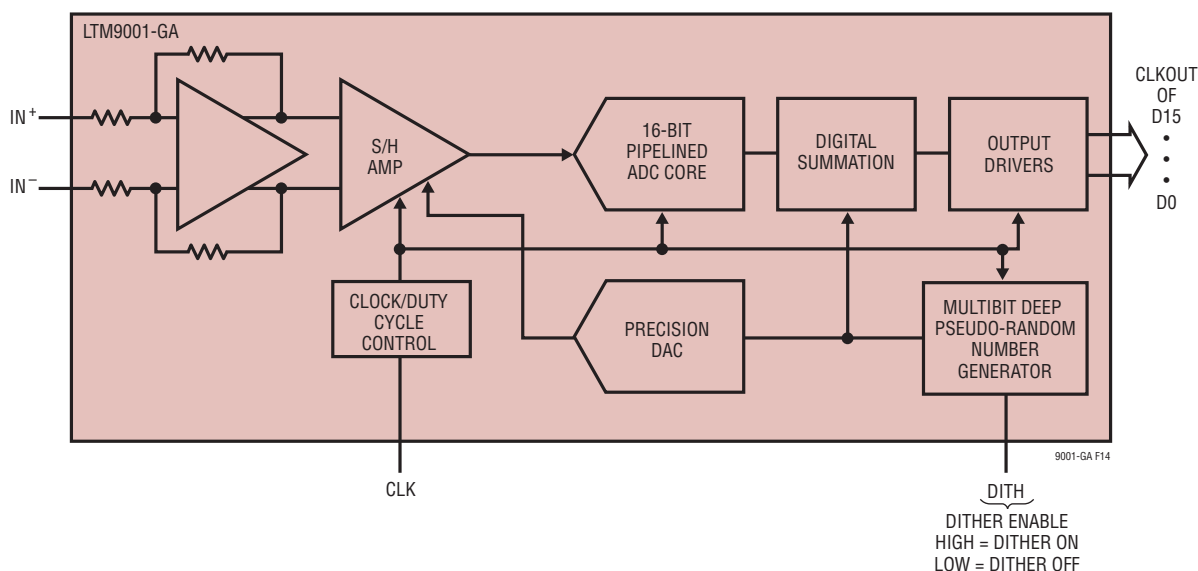 LTM9001-GA
IN+
IN−
S/H
AMP
16-BIT
PIPELINED
ADC CORE
DIGITAL
SUMMATION
OUTPUT
DRIVERS
CLKOUT
OF
D15
•
•
•
D0
CLOCK/DUTY
CYCLE
CONTROL
PRECISION
DAC
MULTIBIT DEEP
PSEUDO-RANDOM
NUMBER
GENERATOR
9001-GA F14
CLK
DITH
DITHER ENABLE
HIGH = DITHER ON
LOW = DITHER OFF